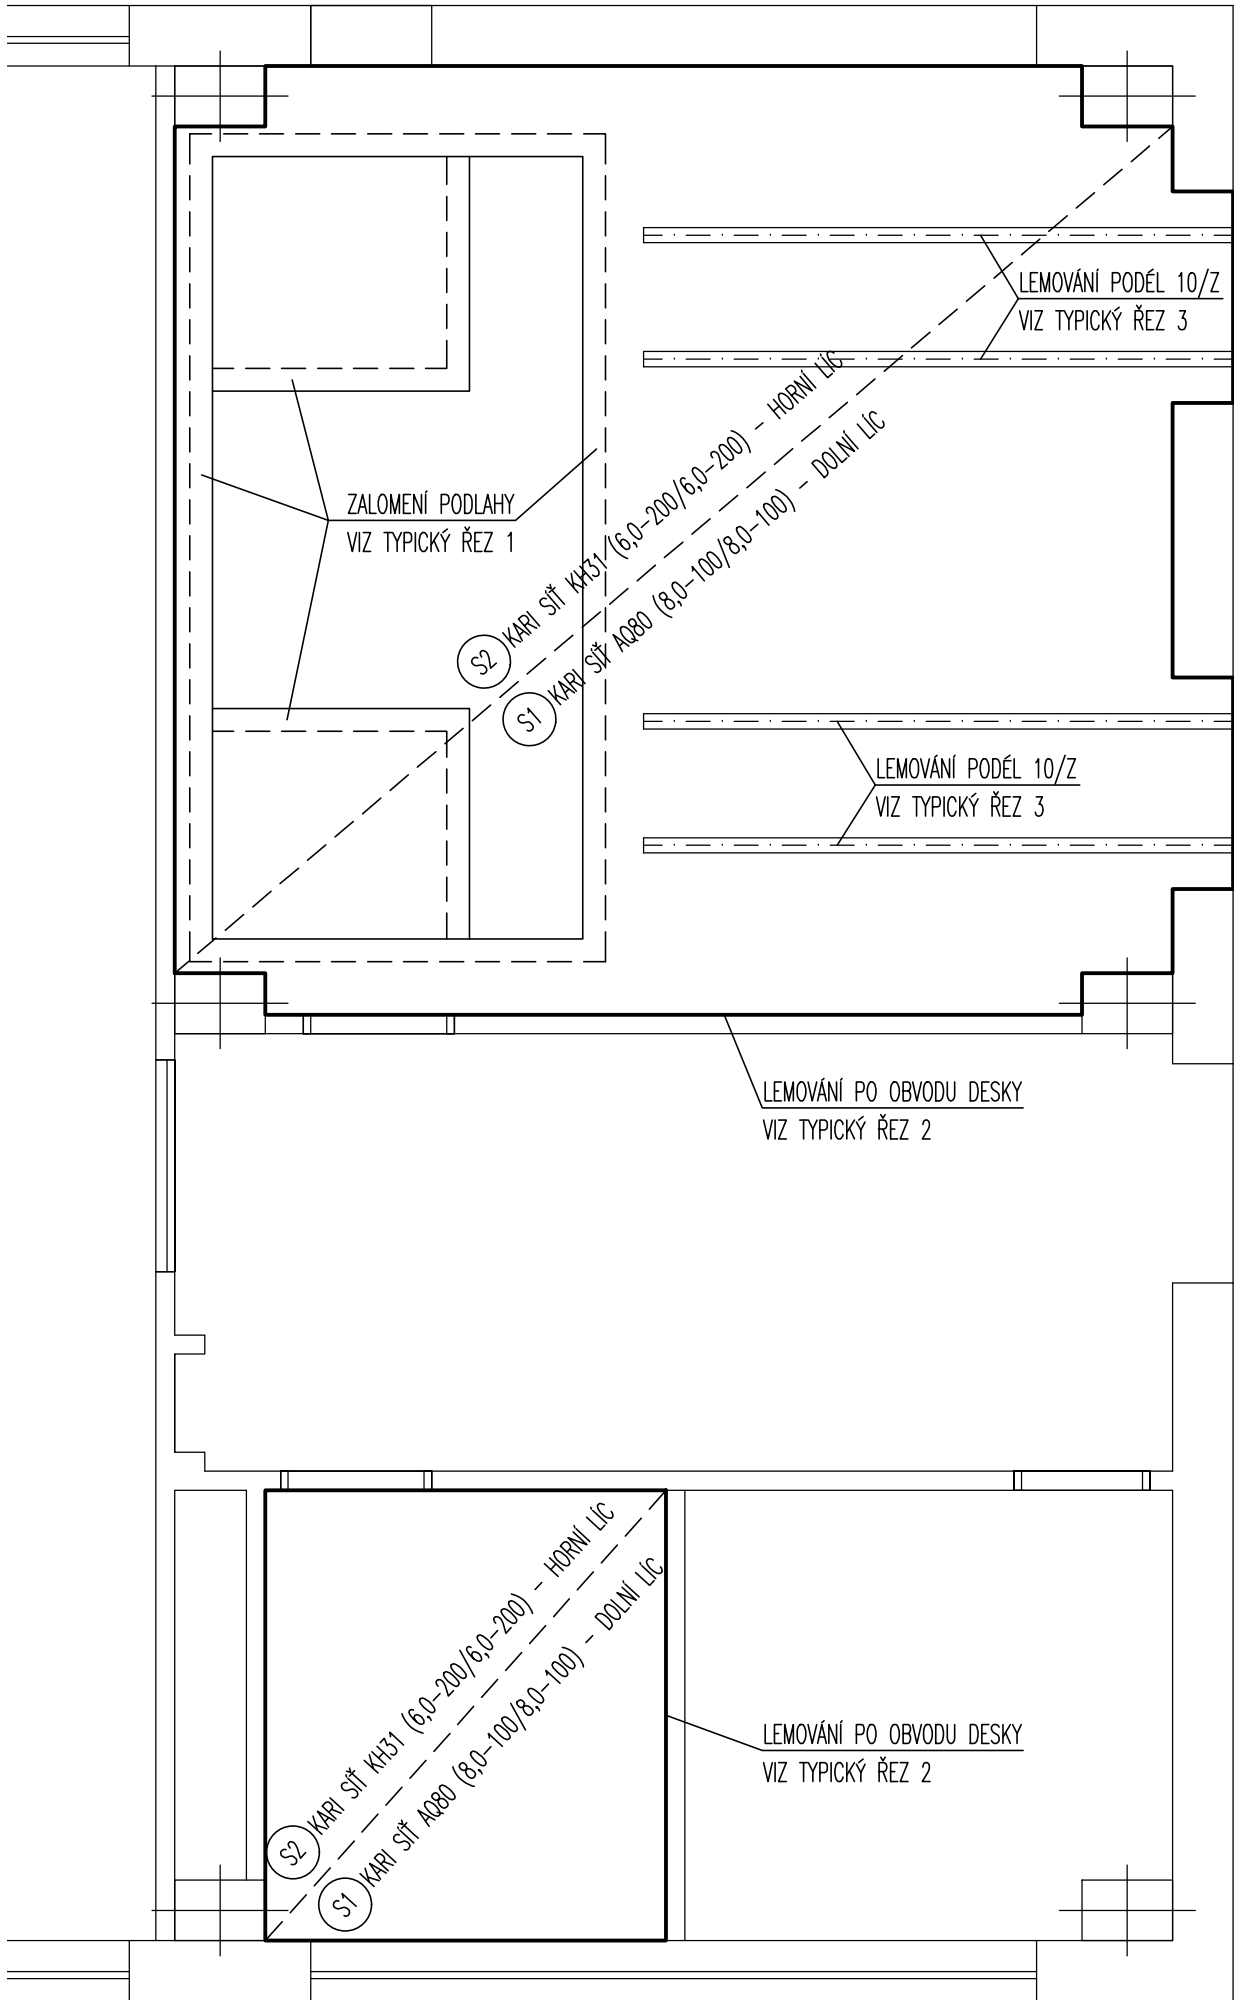 LEMOVÁNÍ PODÉL 10/Z
VIZ TYPICKÝ ŘEZ 3
ZALOMENÍ PODLAHY
VIZ TYPICKÝ ŘEZ 1
S2 KARI SÍŤ KH31 (6,0-200/6,0-200) - HORNÍ LÍC
S1 KARI SÍŤ AQ80 (8,0-100/8,0-100) - DOLNÍ LÍC
LEMOVÁNÍ PODÉL 10/Z
VIZ TYPICKÝ ŘEZ 3
LEMOVÁNÍ PO OBVODU DESKY
VIZ TYPICKÝ ŘEZ 2
S2 KARI SÍŤ KH31 (6,0-200/6,0-200) - HORNÍ LÍC
S1 KARI SÍŤ AQ80 (8,0-100/8,0-100) - DOLNÍ LÍC
LEMOVÁNÍ PO OBVODU DESKY
VIZ TYPICKÝ ŘEZ 2